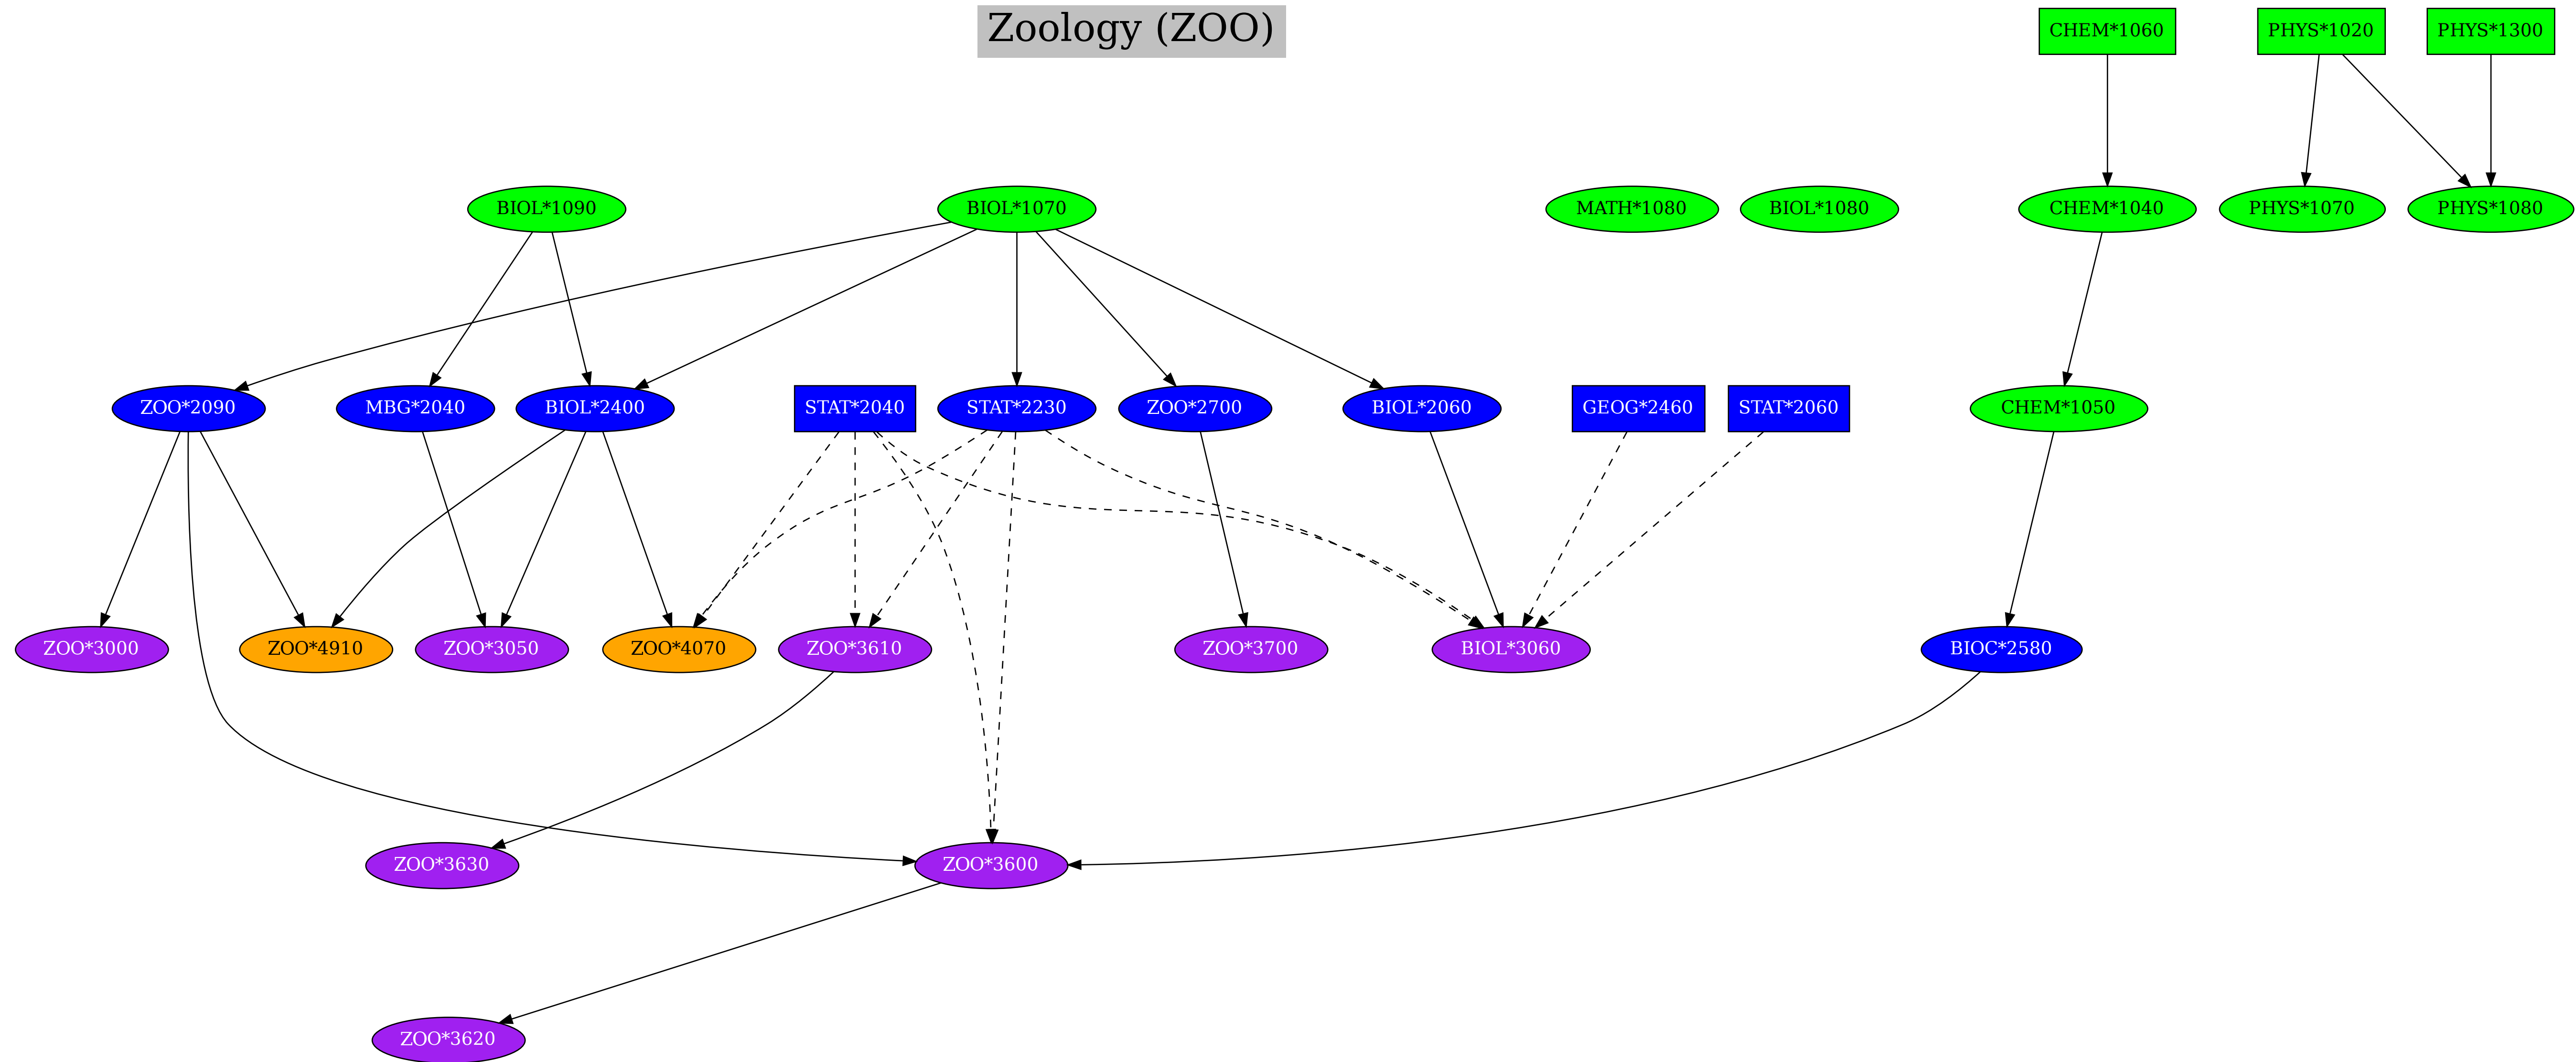 Zoology (ZOO)
CHEM*1060
PHYS*1020
PHYS*1300
BIOL*1090
BIOL*1070
MATH*1080
BIOL*1080
CHEM*1040
PHYS*1070
PHYS*1080
ZOO*2090
MBG*2040
BIOL*2400
STAT*2040
STAT*2230
ZOO*2700
BIOL*2060
GEOG*2460
STAT*2060
CHEM*1050
ZOO*3000
ZOO*4910
ZOO*3050
ZOO*4070
ZOO*3610
ZOO*3700
BIOL*3060
BIOC*2580
ZOO*3630
ZOO*3600
ZOO*3620